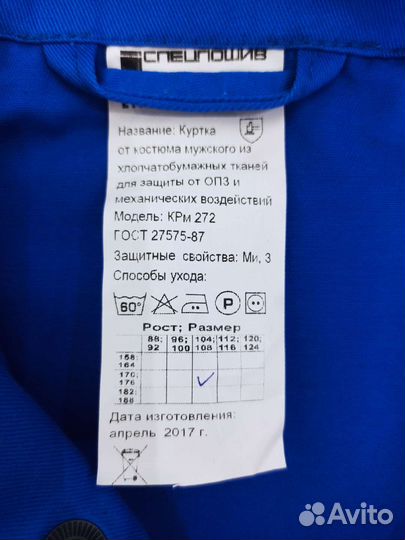 СПЕЦПОШИВ
Название: Куртка
от костюма мужского из
хлопчатобумажных тканей
для защиты от ОПЗ и
механических воздействий
Модель: КРм 272
ГОСТ 27575-87
Защитные свойства: Ми, З
Способы ухода:
60° P
Рост; Размер
88; 96; 104; 112; 120;
92 100 108 116 124
158;
164
170;
176
182;
188
Дата изготовления:
апрель 2017 г.
Avito